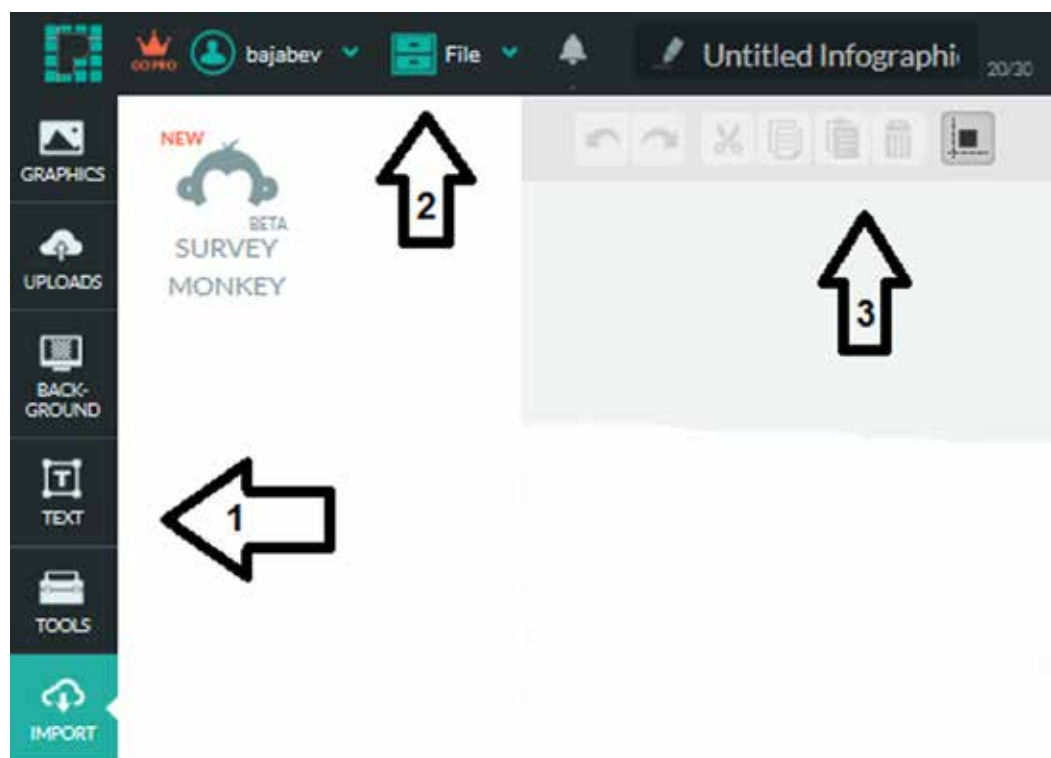 GO PRO
bajabev
File
Untitled Infographi
20/30
GRAPHICS
UPLOADS
BACK-
GROUND
TEXT
TOOLS
IMPORT
NEW
BETA
SURVEY
MONKEY
2
3
1